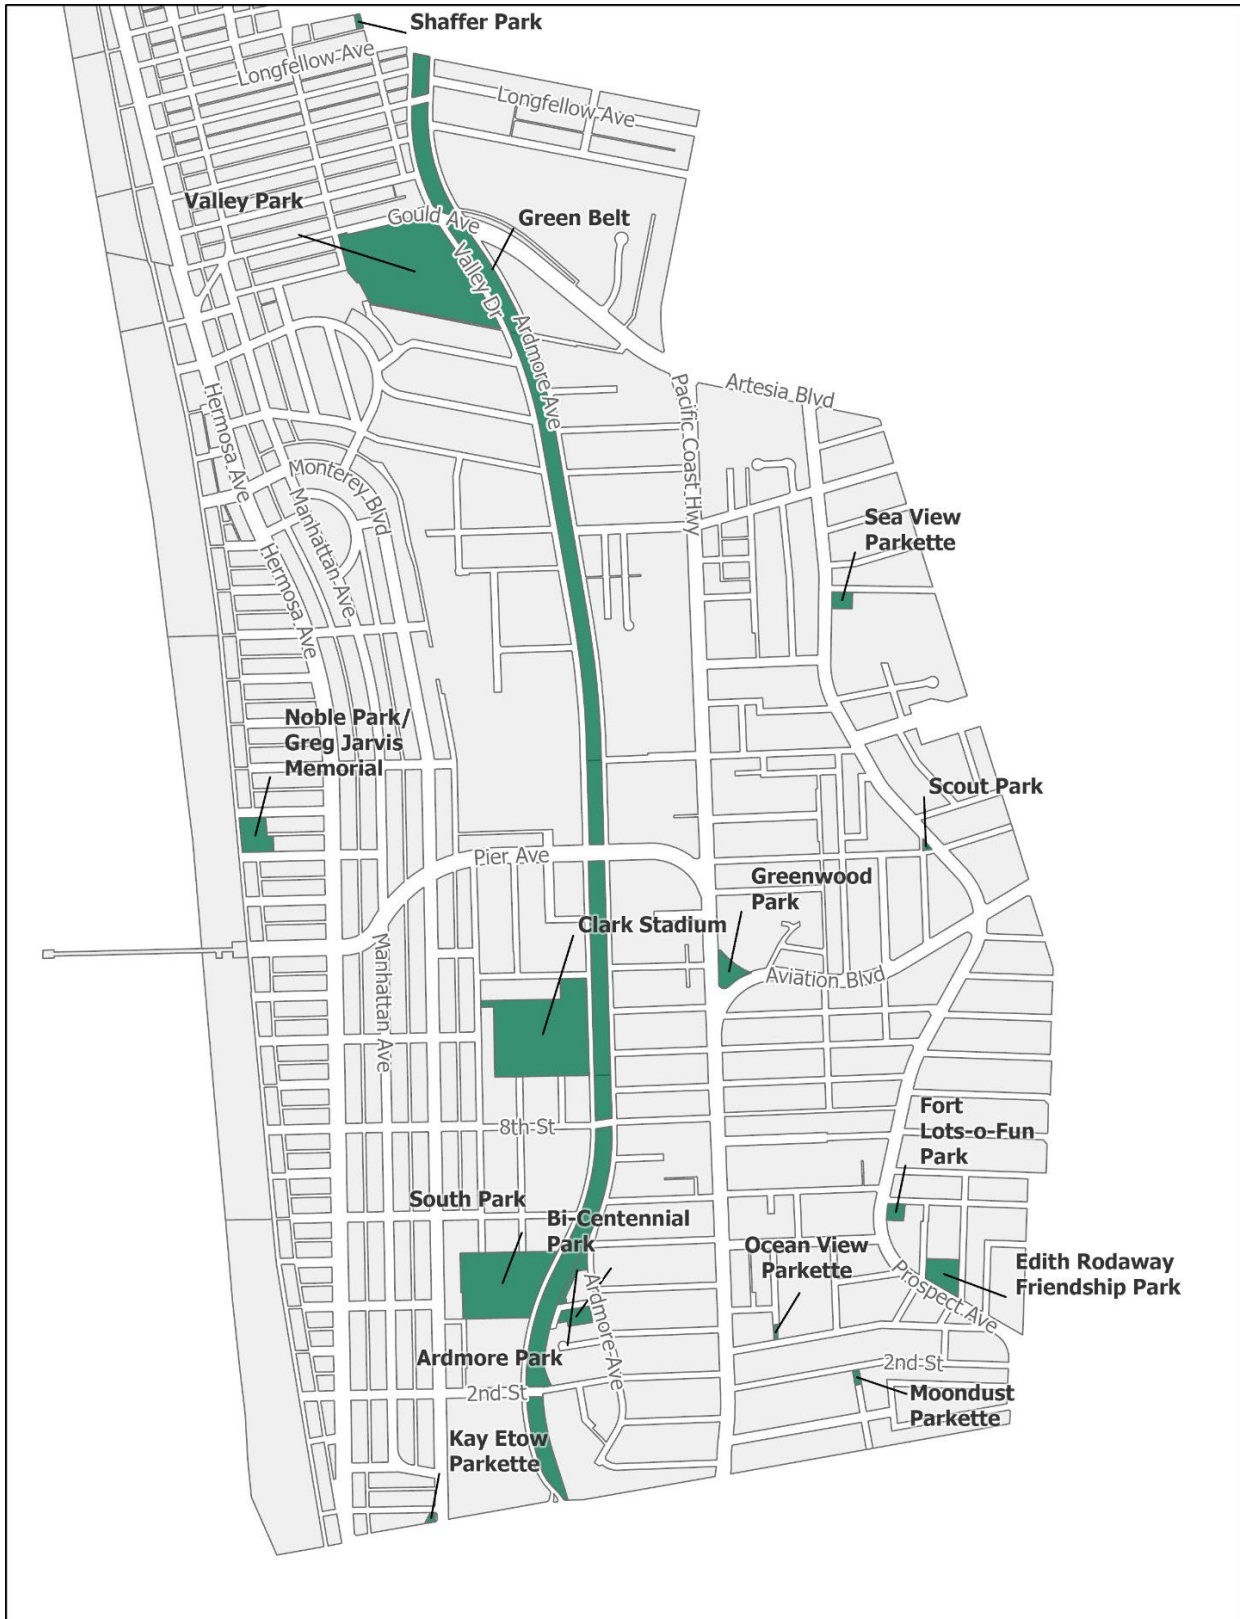 Shaffer Park
Longfellow Ave
Longfellow Ave
Valley Park
Gould Ave
Green Belt
Valley Dr
Ardmore Ave
Pacific Coast Hwy
Artesia Blvd
Hermosa Ave
Monterey Blvd
Manhattan Ave
Hermosa Ave
Sea View
Parkette
Noble Park/
Greg Jarvis
Memorial
Scout Park
Pier Ave
Greenwood
Park
Clark Stadium
Aviation Blvd
Manhattan Ave
8th St
Fort
Lots-o-Fun
Park
South Park
Bi-Centennial
Park
Ocean View
Parkette
Edith Rodaway
Friendship Park
Prospect Ave
Ardmore Ave
Ardmore Park
2nd St
2nd St
Moondust
Parkette
Kay Etow
Parkette